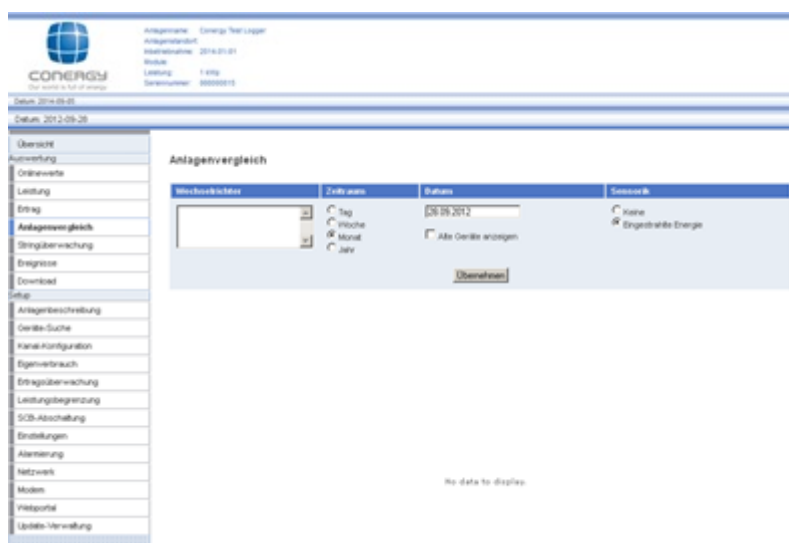 CONERGY
Our world is full of energy
Anlagenname: Conergy Test Logger
Anlagenstandort:
Inbetriebnahme: 2014-01-01
Module:
Leistung: 1 kWp
Seriennummer: 000000015
Datum: 2014-09-05
Datum: 2012-09-28
Übersicht
Auswertung
Onlinewerte
Leistung
Ertrag
Anlagenvergleich
Stringüberwachung
Ereignisse
Download
Setup
Anlagenbeschreibung
Geräte-Suche
Kanal-Konfiguration
Eigenverbrauch
Ertragsüberwachung
Leistungsbegrenzung
SCB-Abschaltung
Einstellungen
Alarmierung
Netzwerk
Modem
Webportal
Update-Verwaltung
Anlagenvergleich
Wechselrichter Zeitraum Datum Sensorik
Tag 28.09.2012 Keine
Woche Eingestrahlte Energie
Monat Alte Geräte anzeigen
Jahr
Übernehmen
No data to display.